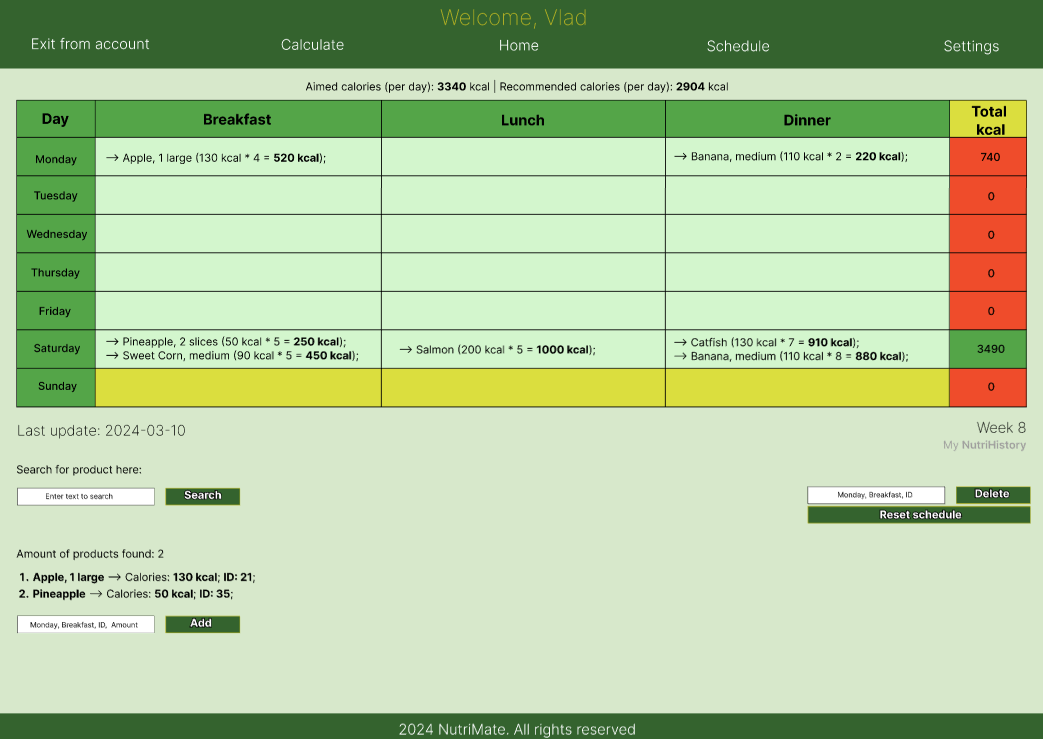 Welcome, Vlad
Exit from account
Calculate
Home
Schedule
Settings
Aimed calories (per day): 3340 kcal | Recommended calories (per day): 2904 kcal
Day
Breakfast
Lunch
Dinner
Total
kcal
Monday
→ Apple, 1 large (130 kcal * 4 = 520 kcal);
→ Banana, medium (110 kcal * 2 = 220 kcal);
740
Tuesday
0
Wednesday
0
Thursday
0
Friday
0
Saturday
→ Pineapple, 2 slices (50 kcal * 5 = 250 kcal);
→ Sweet Corn, medium (90 kcal * 5 = 450 kcal);
→ Salmon (200 kcal * 5 = 1000 kcal);
→ Catfish (130 kcal * 7 = 910 kcal);
→ Banana, medium (110 kcal * 8 = 880 kcal);
3490
Sunday
0
Last update: 2024-03-10
Week 8
My NutriHistory
Search for product here:
Enter text to search
Search
Monday, Breakfast, ID
Delete
Reset schedule
Amount of products found: 2
1. Apple, 1 large → Calories: 130 kcal; ID: 21;
2. Pineapple → Calories: 50 kcal; ID: 35;
Monday, Breakfast, ID, Amount
Add
2024 NutriMate. All rights reserved